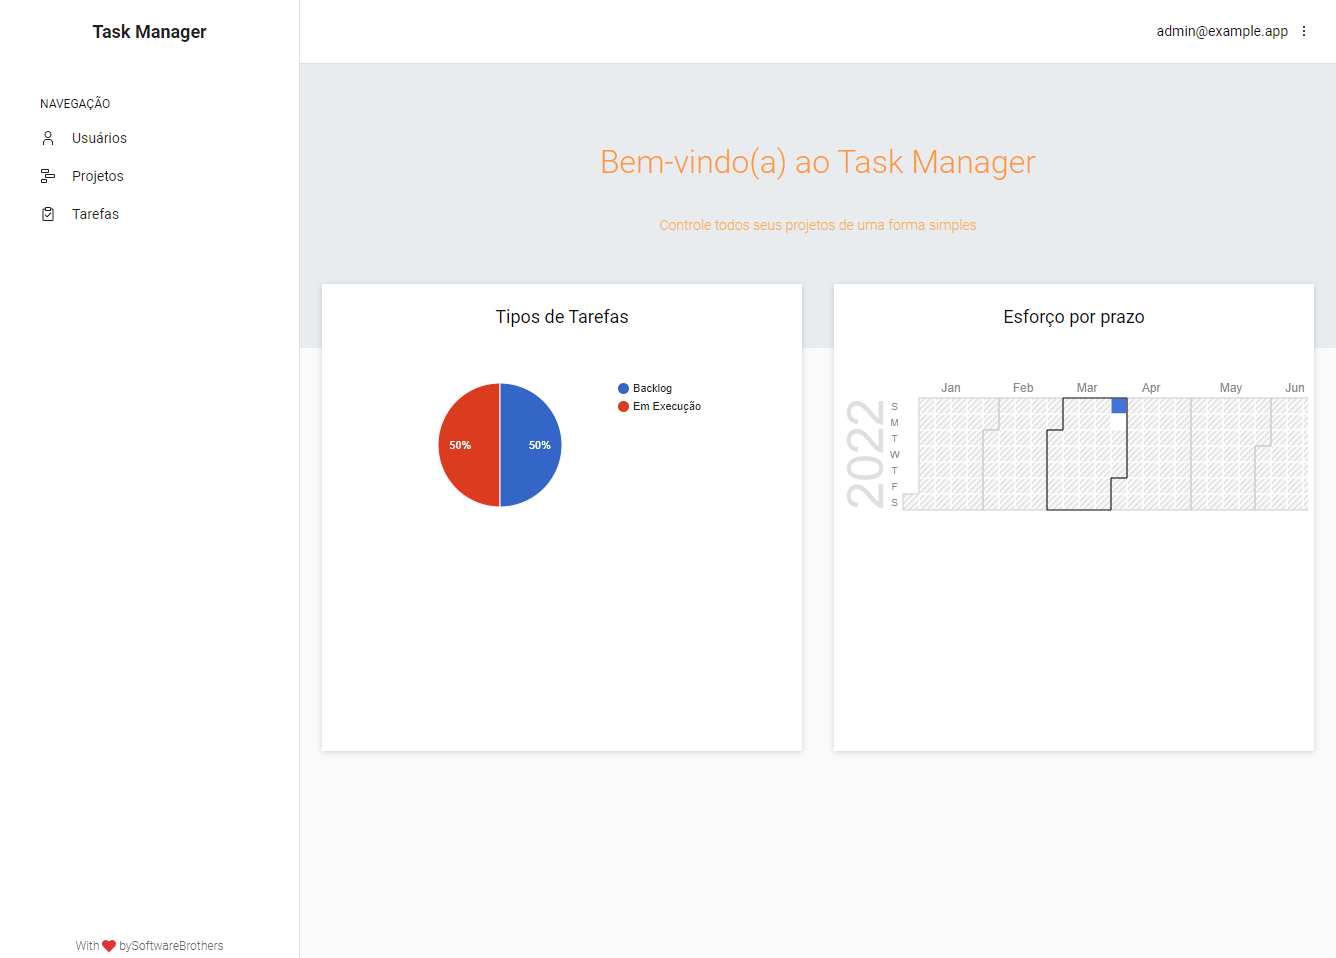 Task Manager
admin@example.app
NAVEGAÇÃO
Usuários
Projetos
Tarefas
Bem-vindo(a) ao Task Manager
Controle todos seus projetos de uma forma simples
Tipos de Tarefas
Backlog
Em Execução
50% 50%
Esforço por prazo
Jan Feb Mar Apr May Jun
2022
S
M
T
W
T
F
S
With bySoftwareBrothers